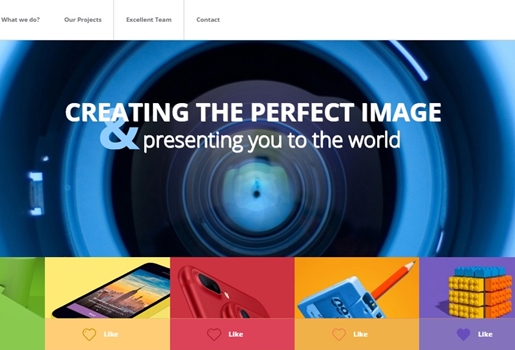 What we do?
Our Projects
Excellent Team
Contact
CREATING THE PERFECT IMAGE
& presenting you to the world
Like
Like
Like
Like